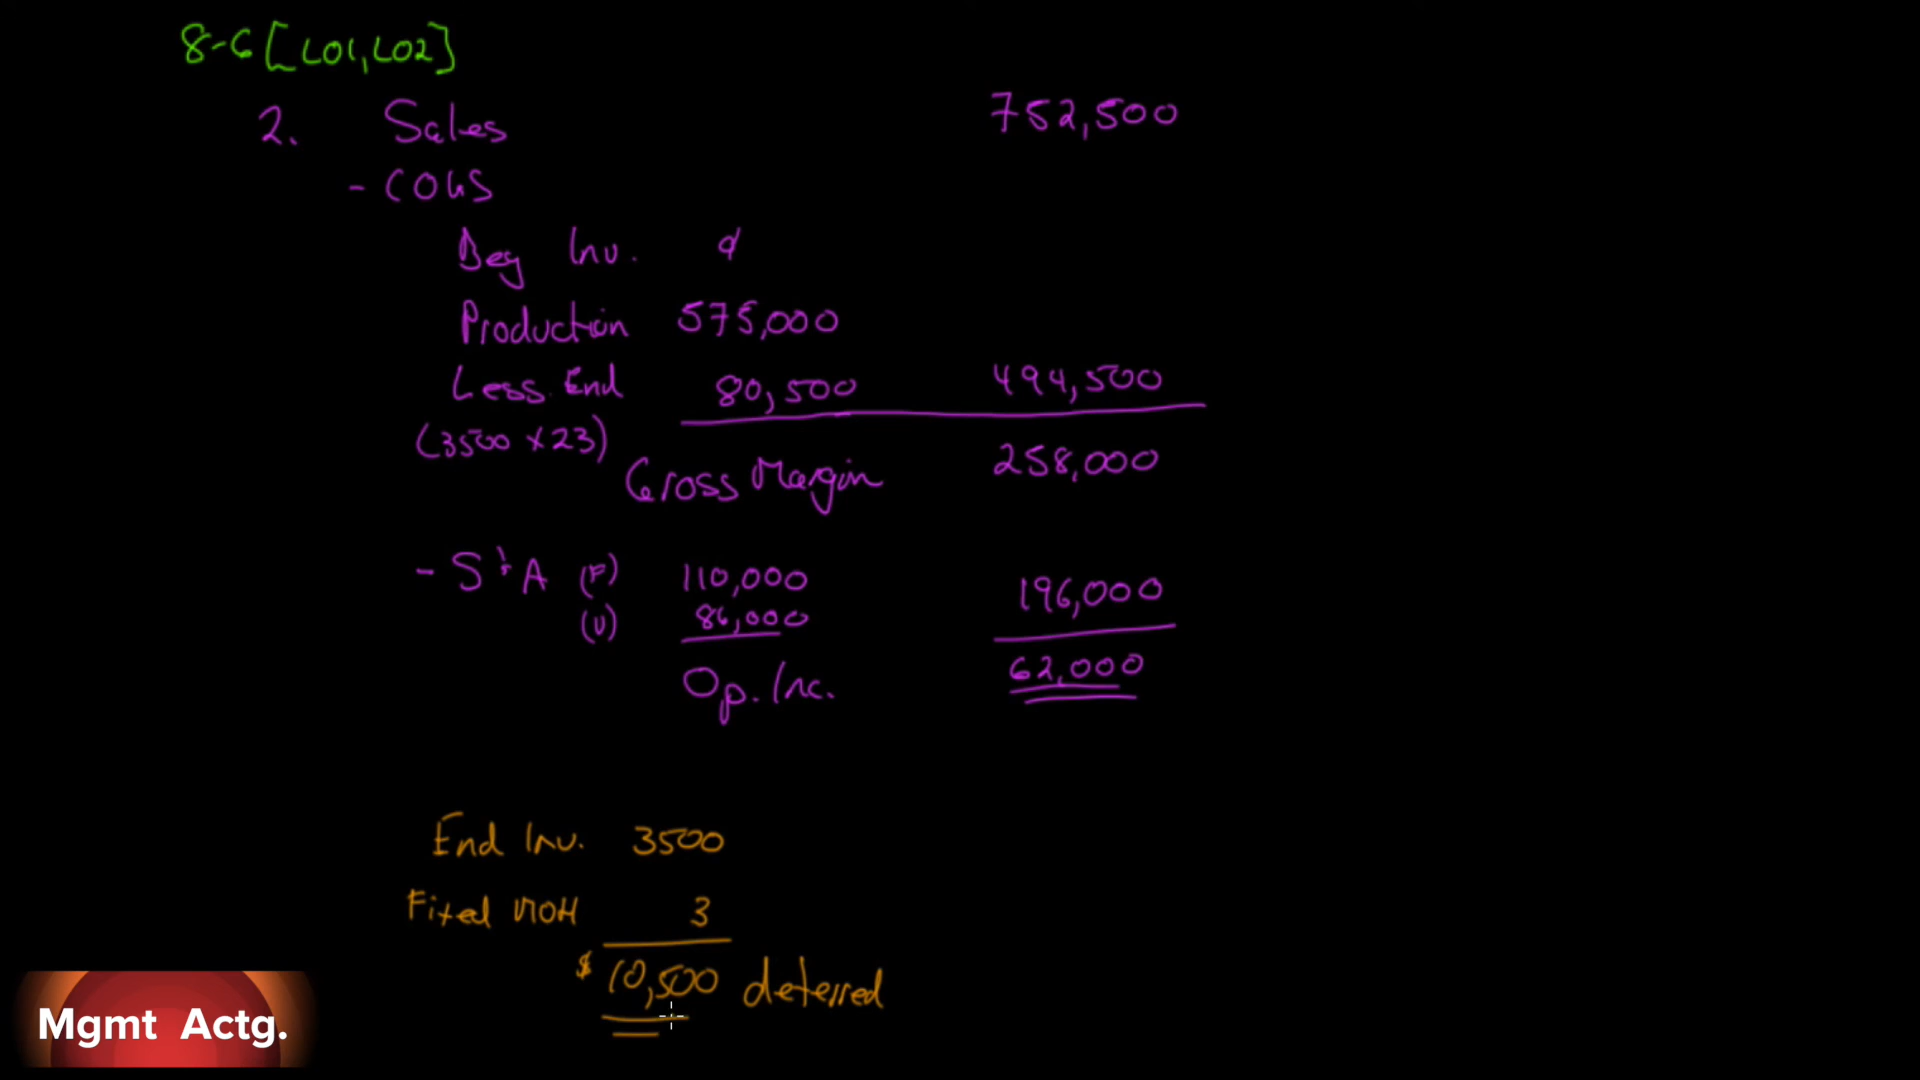 8-6 [LO1, LO2]
2. Sales 752,500
- COGS
Beg Inv. ∅
Production 575,000
Less End 80,500 494,500
(3500 x 23)
Gross Margin 258,000
- S & A (F) 110,000 196,000
(V) 86,000
Op. Inc. 62,000
End Inv. 3500
Fixed MOH 3
$ 10,500 deferred
Mgmt Actg.